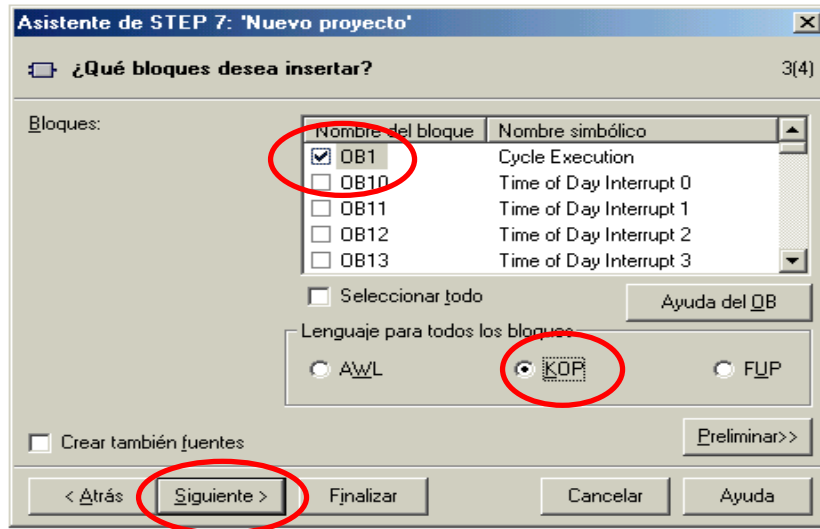 Asistente de STEP 7: 'Nuevo proyecto'
¿Qué bloques desea insertar? 3(4)
Bloques:
Nombre del bloque Nombre simbólico
OB1 Cycle Execution
OB10 Time of Day Interrupt 0
OB11 Time of Day Interrupt 1
OB12 Time of Day Interrupt 2
OB13 Time of Day Interrupt 3
Seleccionar todo
Ayuda del OB
Lenguaje para todos los bloques
AWL KOP FUP
Crear también fuentes
Preliminar>>
< Atrás Siguiente > Finalizar Cancelar Ayuda